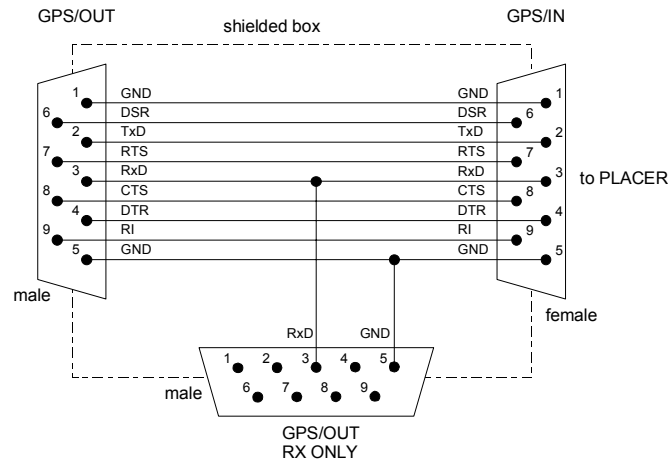 GPS/OUT GPS/IN
shielded box
1 GND GND 1
6 DSR DSR 6
2 TxD TxD 2
7 RTS RTS 7
3 RxD RxD 3
to PLACER
8 CTS CTS 8
4 DTR DTR 4
9 RI RI 9
5 GND GND 5
male
female
RxD GND
1 2 3 4 5
male
6 7 8 9
GPS/OUT
RX ONLY